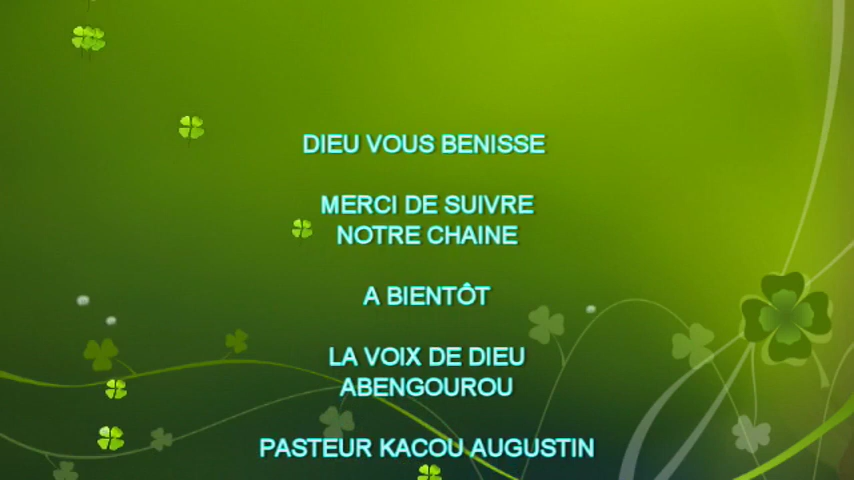 DIEU VOUS BENISSE
MERCI DE SUIVRE
NOTRE CHAINE
A BIENTÔT
LA VOIX DE DIEU
ABENGOUROU
PASTEUR KACOU AUGUSTIN